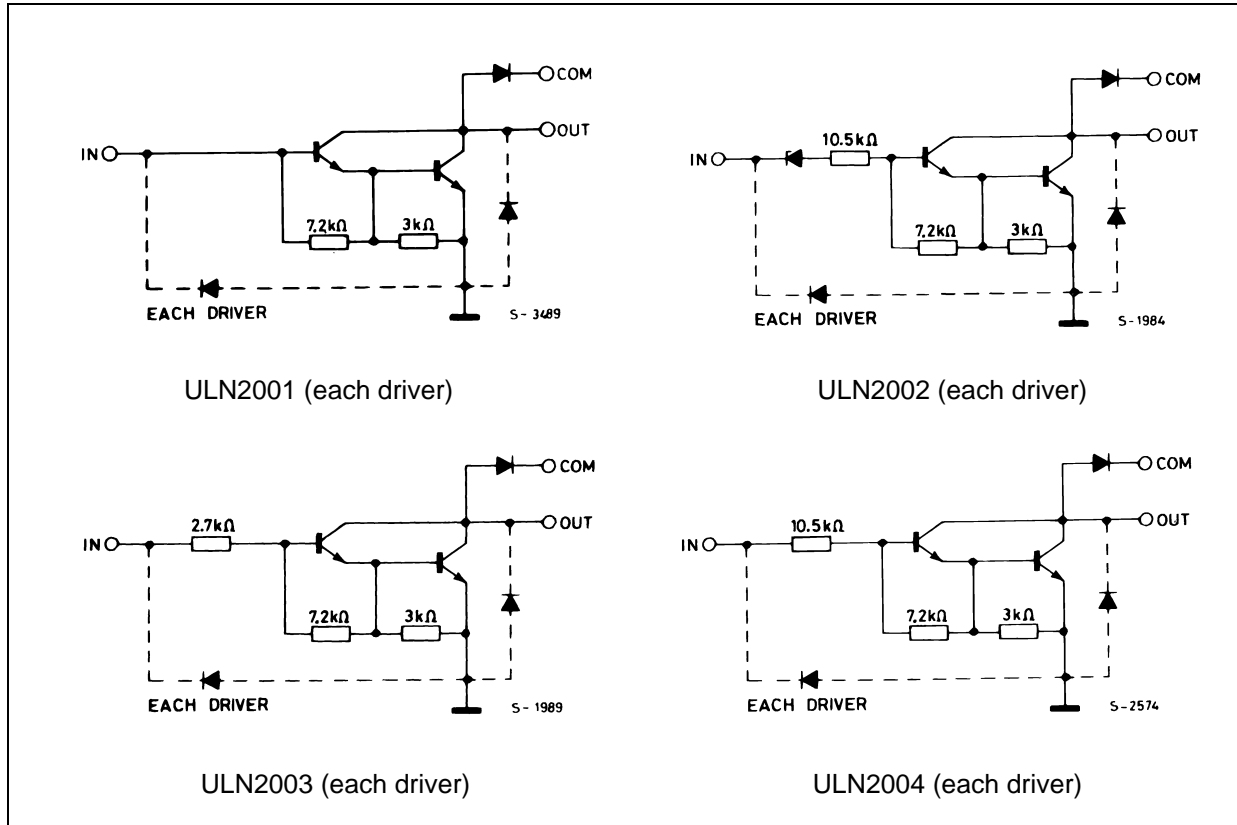 COM
OUT
IN
7.2kΩ
3kΩ
EACH DRIVER
S-3489
ULN2001 (each driver)
COM
OUT
10.5kΩ
IN
7.2kΩ
3kΩ
EACH DRIVER
S-1984
ULN2002 (each driver)
COM
OUT
2.7kΩ
IN
7.2kΩ
3kΩ
EACH DRIVER
S-1989
ULN2003 (each driver)
COM
OUT
10.5kΩ
IN
7.2kΩ
3kΩ
EACH DRIVER
S-2574
ULN2004 (each driver)